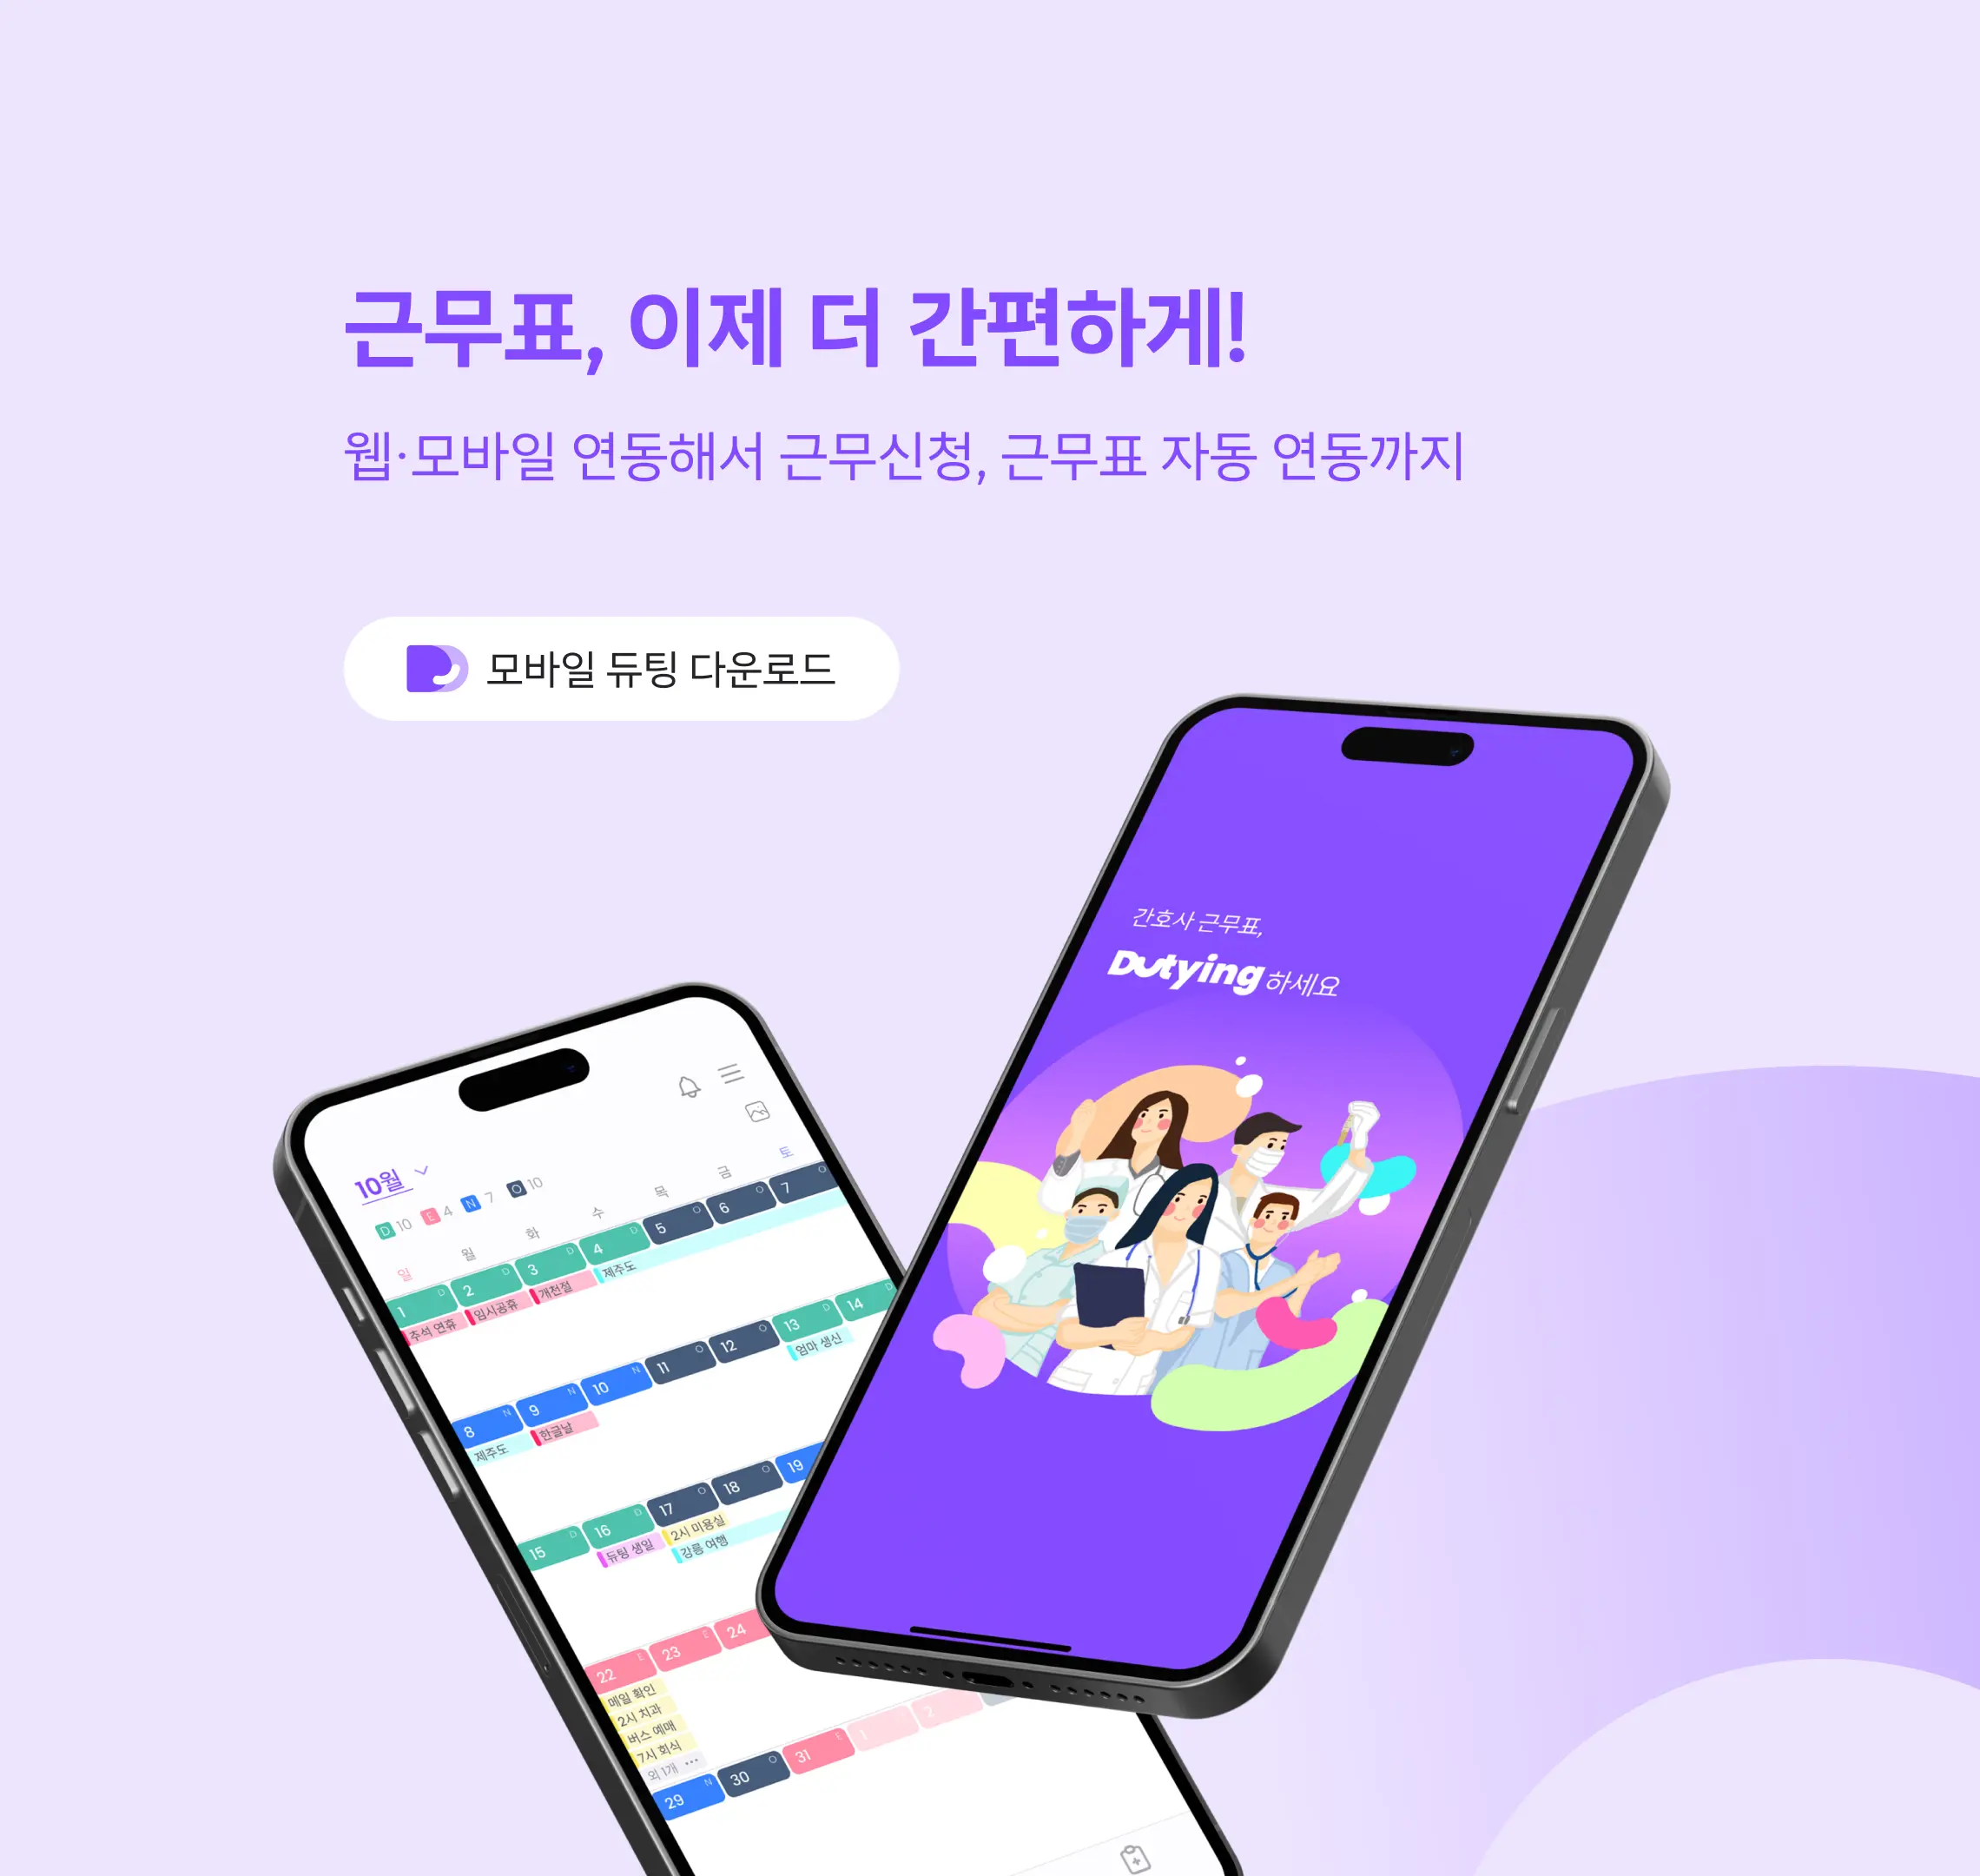 근무표, 이제 더 간편하게!
웹·모바일 연동해서 근무신청, 근무표 자동 연동까지
모바일 듀팅 다운로드
간호사 근무표,
Dutying 하세요
10월
D 10 E 4 N 7 O 10
일 월 화 수 목 금 토
1 D 2 D 3 D 4 D 5 O 6 O 7 O
추석 연휴 임시공휴 개천절 제주도
8 N 9 N 10 N 11 O 12 O 13 D 14 D
제주도 한글날 엄마 생신
15 D 16 D 17 O 18 O 19
듀팅 생일 2시 미용실
강릉 여행
22 E 23 E 24
메일 확인
2시 치과
버스 예매
7시 회식
외 1개 ···
29 N 30 O 31 E 1 2